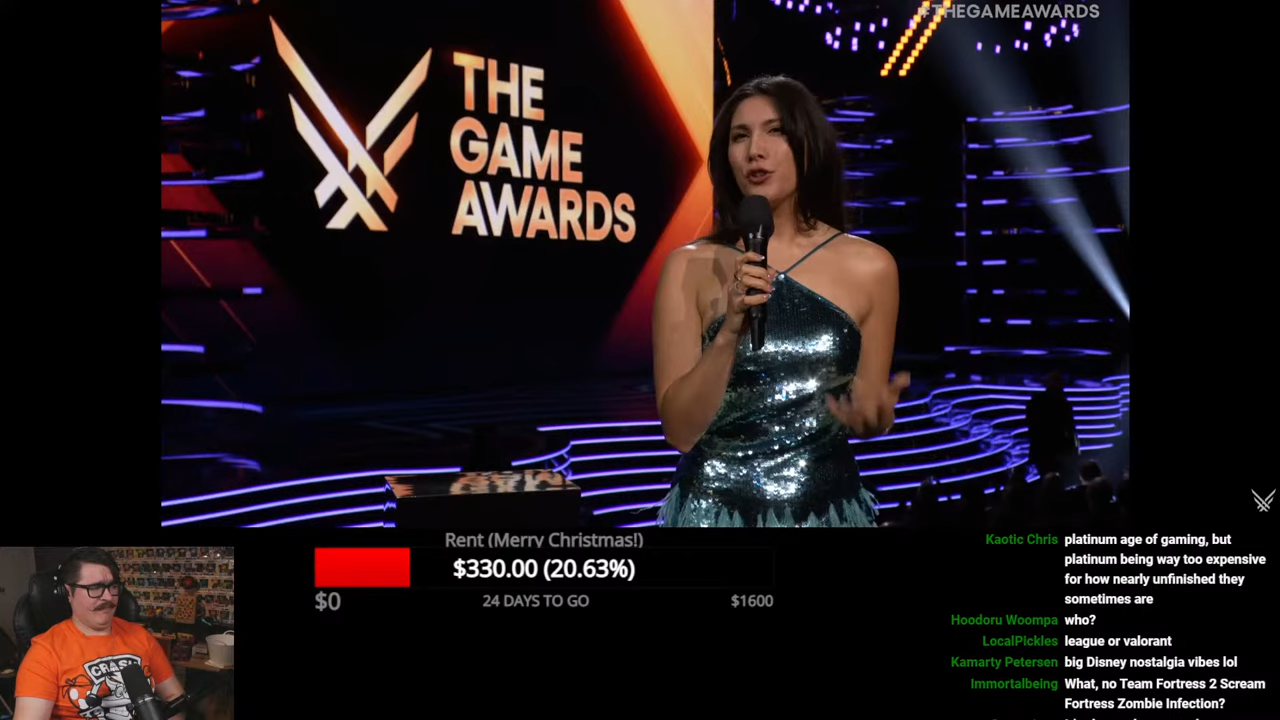 #THEGAMEAWARDS
THE
GAME
AWARDS
Rent (Merry Christmas!)
$330.00 (20.63%)
$0
24 DAYS TO GO
$1600
Kaotic Chris platinum age of gaming, but
platinum being way too expensive
for how nearly unfinished they
sometimes are
Hoodoru Woompa who?
LocalPickles league or valorant
Kamarty Petersen big Disney nostalgia vibes lol
Immortalbeing What, no Team Fortress 2 Scream
Fortress Zombie Infection?
CRASH